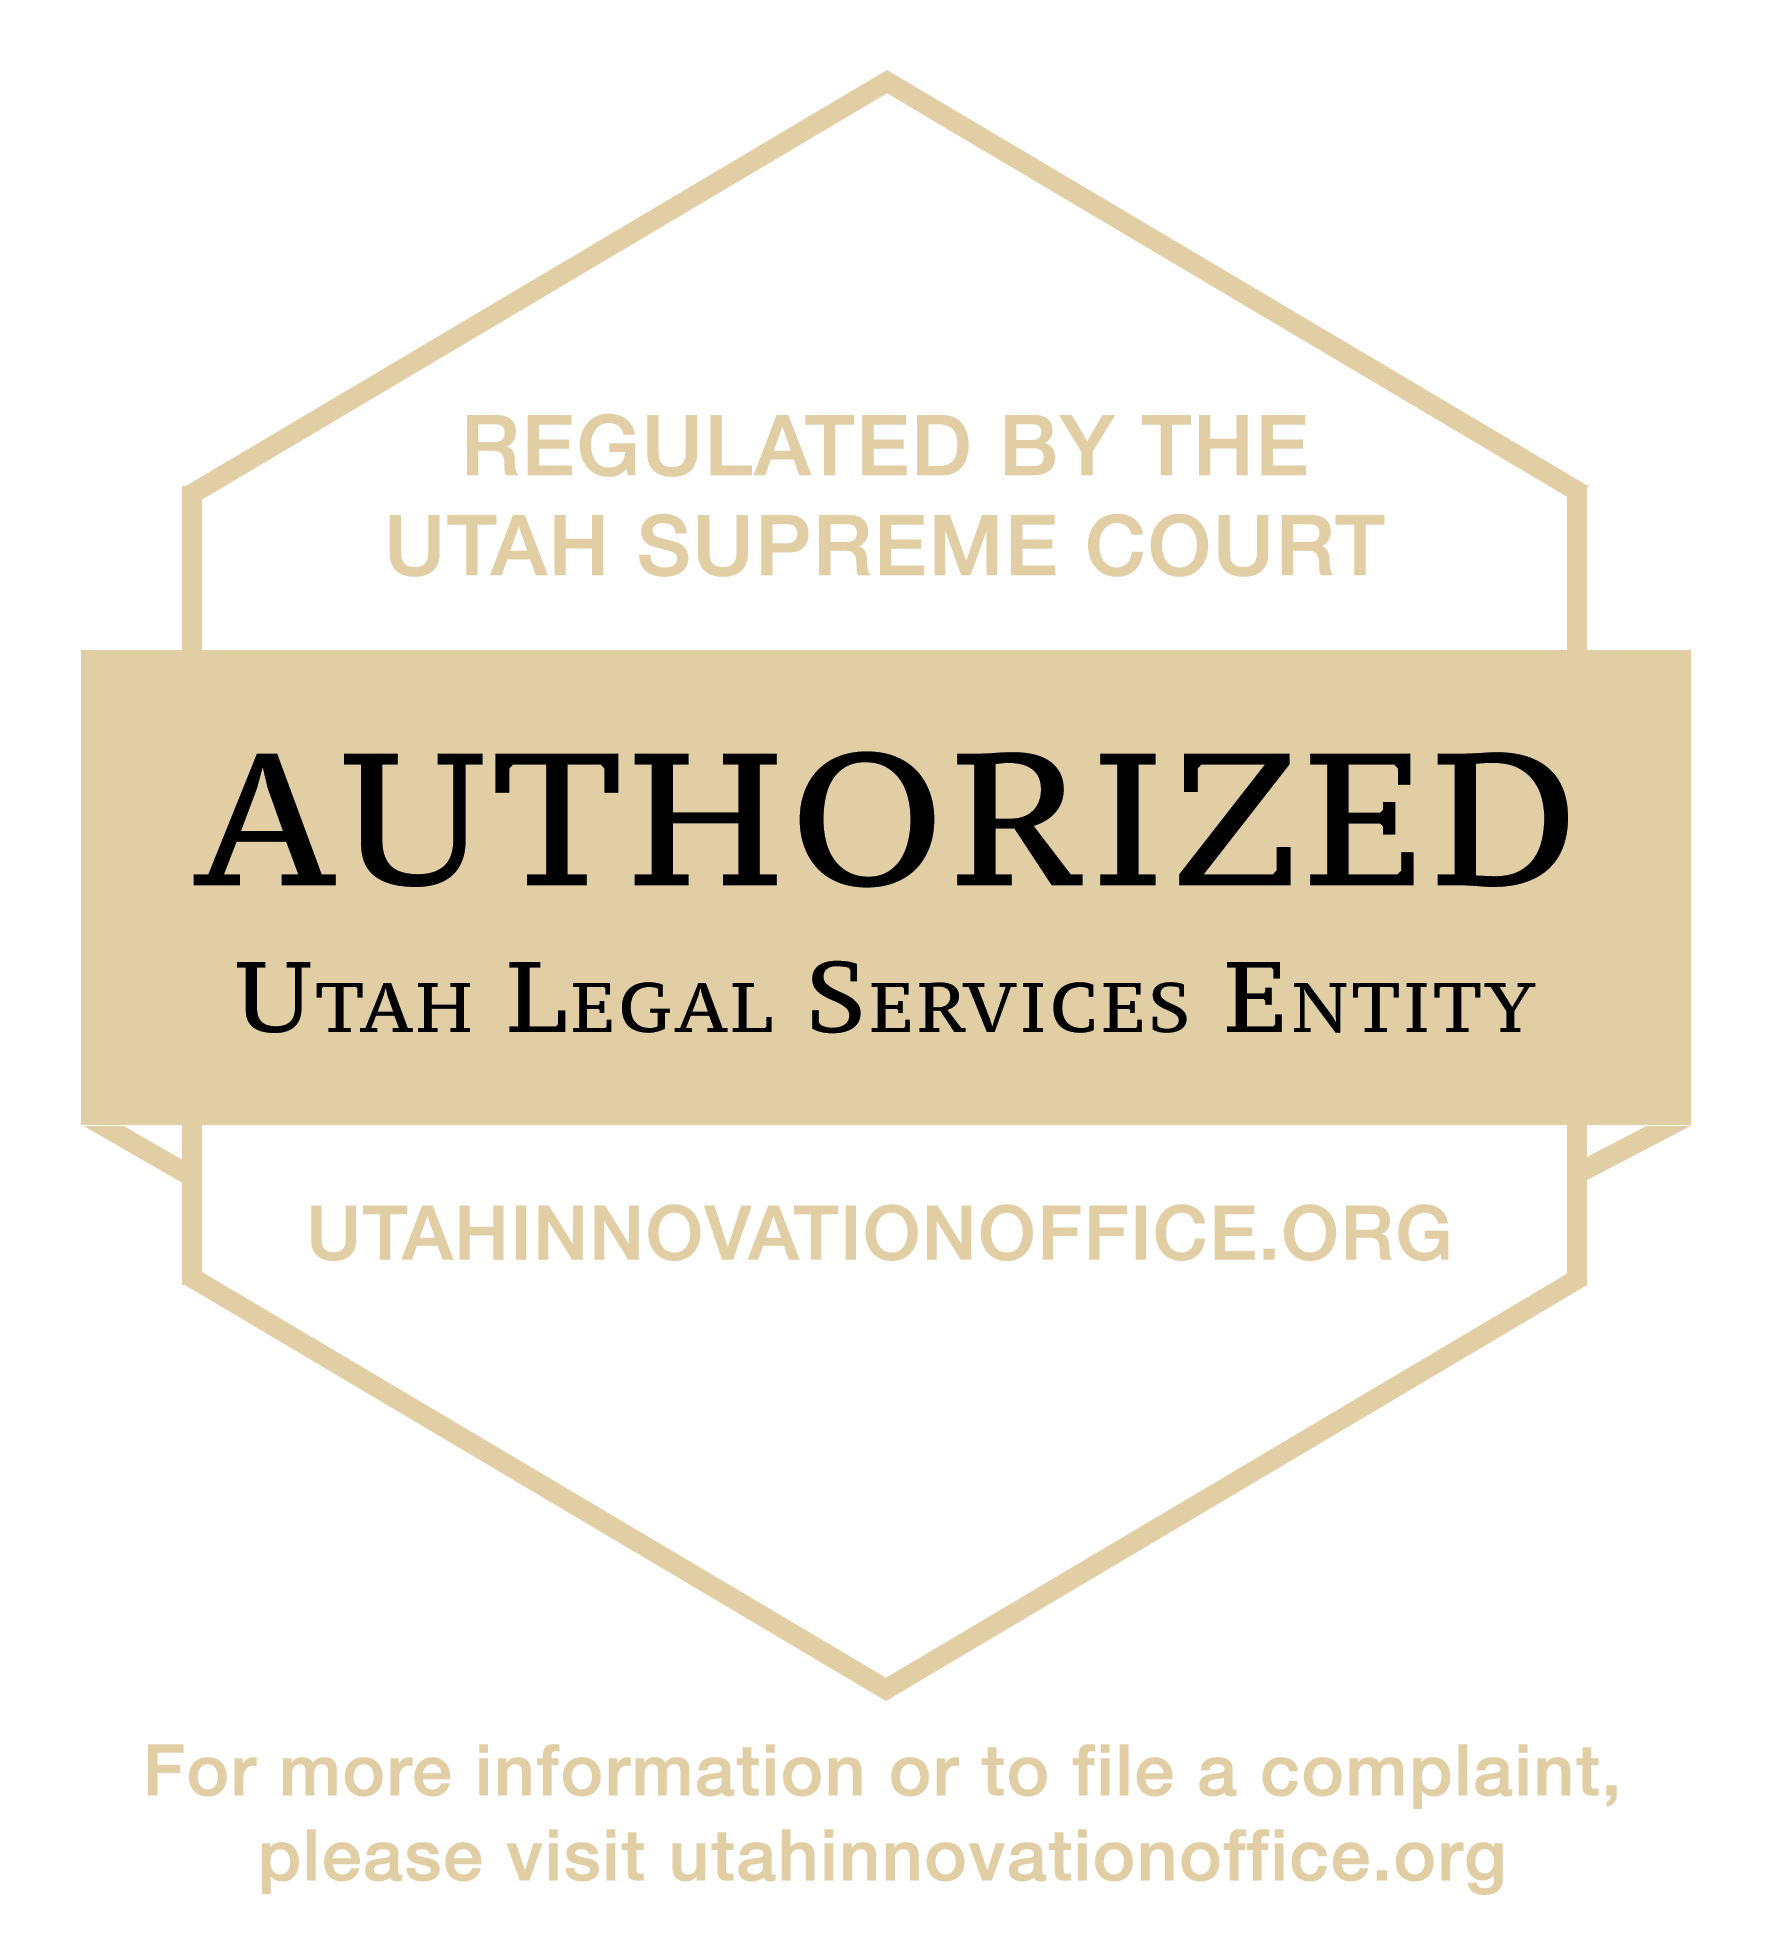 REGULATED BY THE
UTAH SUPREME COURT
AUTHORIZED
Utah Legal Services Entity
UTAHINNOVATIONOFFICE.ORG
For more information or to file a complaint,
please visit utahinnovationoffice.org